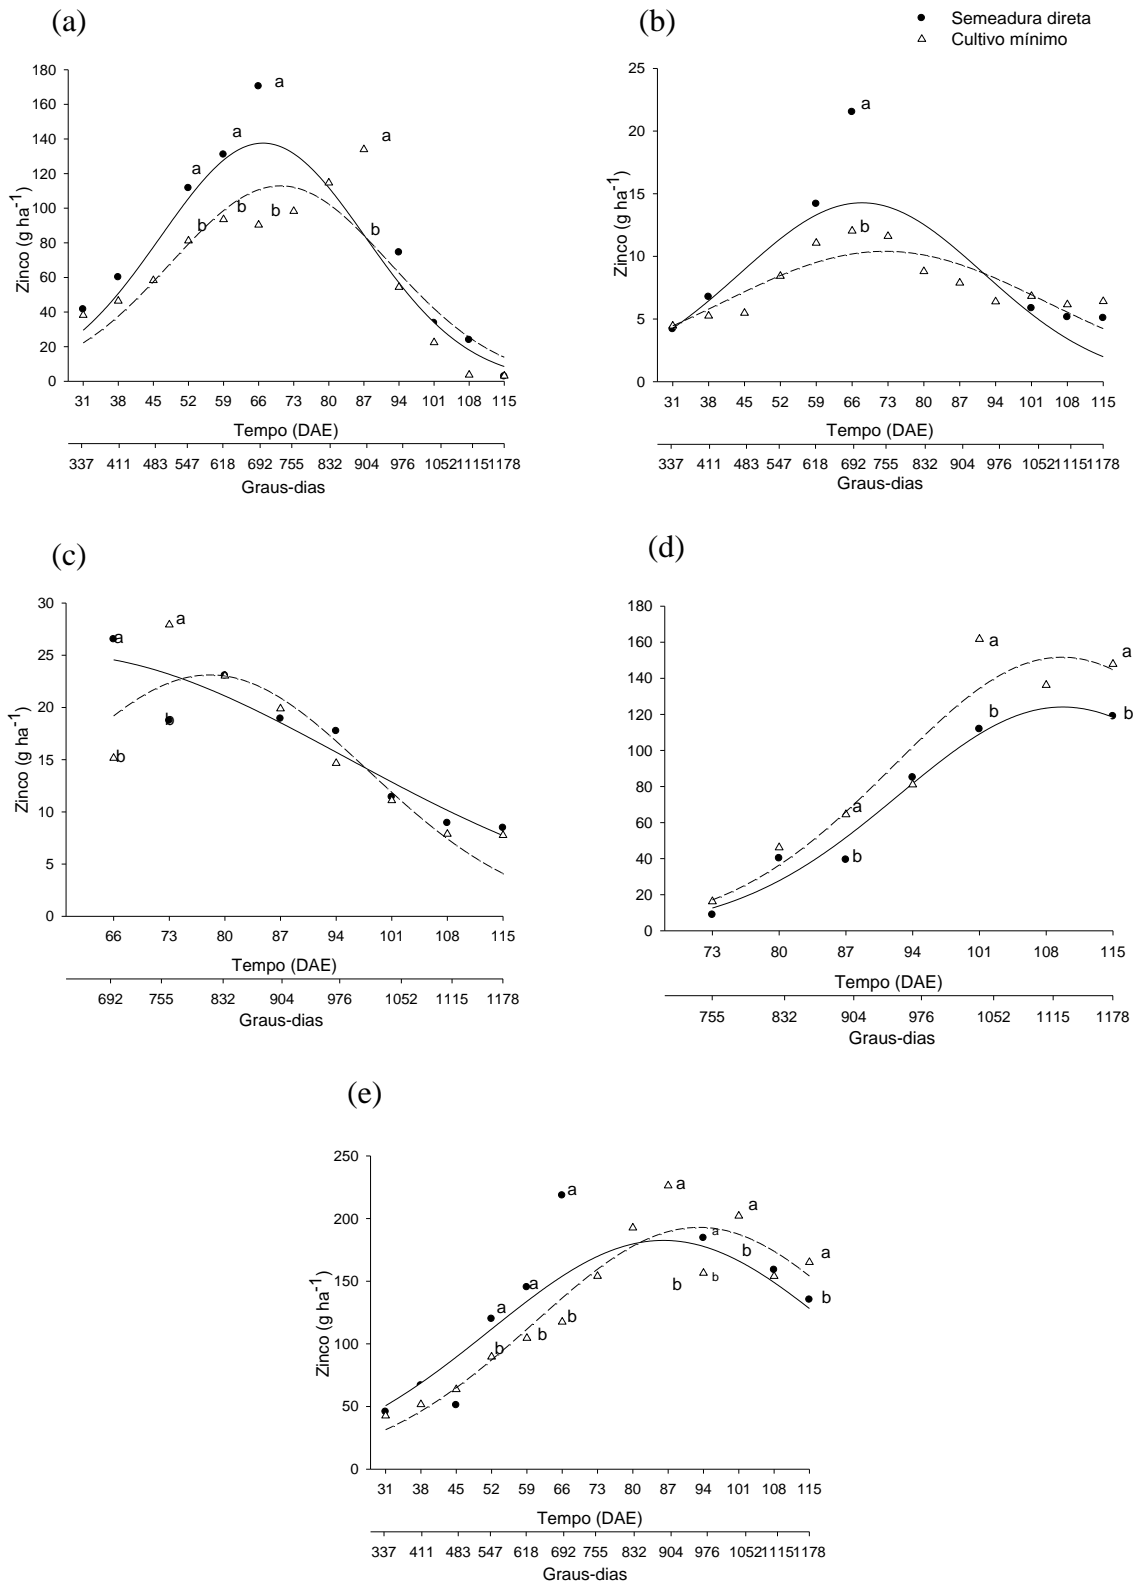 (a)
(b)
Semeadura direta
Cultivo mínimo
180
160
140
120
100
80
60
40
20
0
Zinco (g ha-1)
a
a
a
a
b
b
b
b
31 38 45 52 59 66 73 80 87 94 101 108 115
Tempo (DAE)
337 411 483 547 618 692 755 832 904 976 1052 1115 1178
Graus-dias
25
20
15
10
5
0
Zinco (g ha-1)
a
b
31 38 45 52 59 66 73 80 87 94 101 108 115
Tempo (DAE)
337 411 483 547 618 692 755 832 904 976 1052 1115 1178
Graus-dias
(c)
(d)
30
25
20
15
10
5
0
Zinco (g ha-1)
a
a
b
b
66 73 80 87 94 101 108 115
Tempo (DAE)
692 755 832 904 976 1052 1115 1178
Graus-dias
180
160
140
120
100
80
60
40
20
0
Zinco (g ha-1)
a
a
b
b
a
b
73 80 87 94 101 108 115
Tempo (DAE)
755 832 904 976 1052 1115 1178
Graus-dias
(e)
250
200
150
100
50
0
Zinco (g ha-1)
a
a
a
a
a
a
a
b
b
b
b
b
b
b
31 38 45 52 59 66 73 80 87 94 101 108 115
Tempo (DAE)
337 411 483 547 618 692 755 832 904 976 1052 1115 1178
Graus-dias